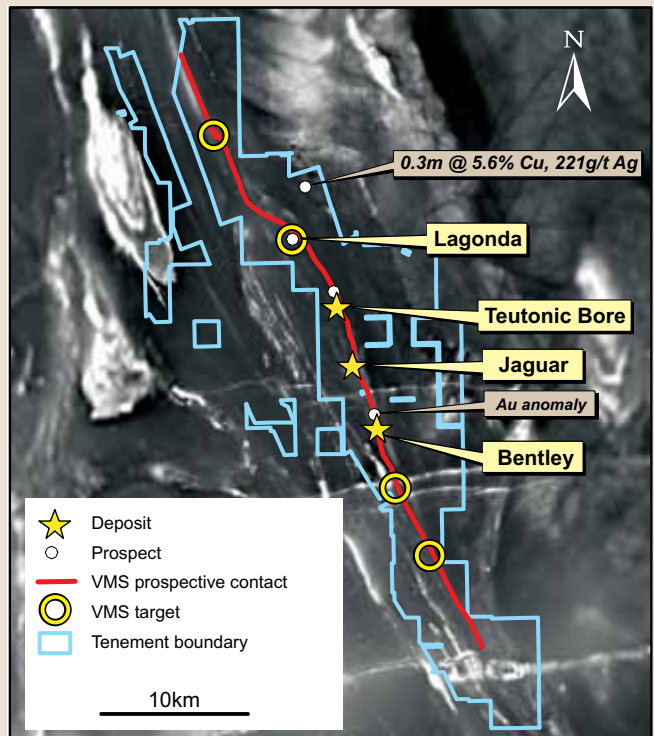 N
0.3m @ 5.6% Cu, 221g/t Ag
Lagonda
Teutonic Bore
Jaguar
Au anomaly
Bentley
Deposit
Prospect
VMS prospective contact
VMS target
Tenement boundary
10km